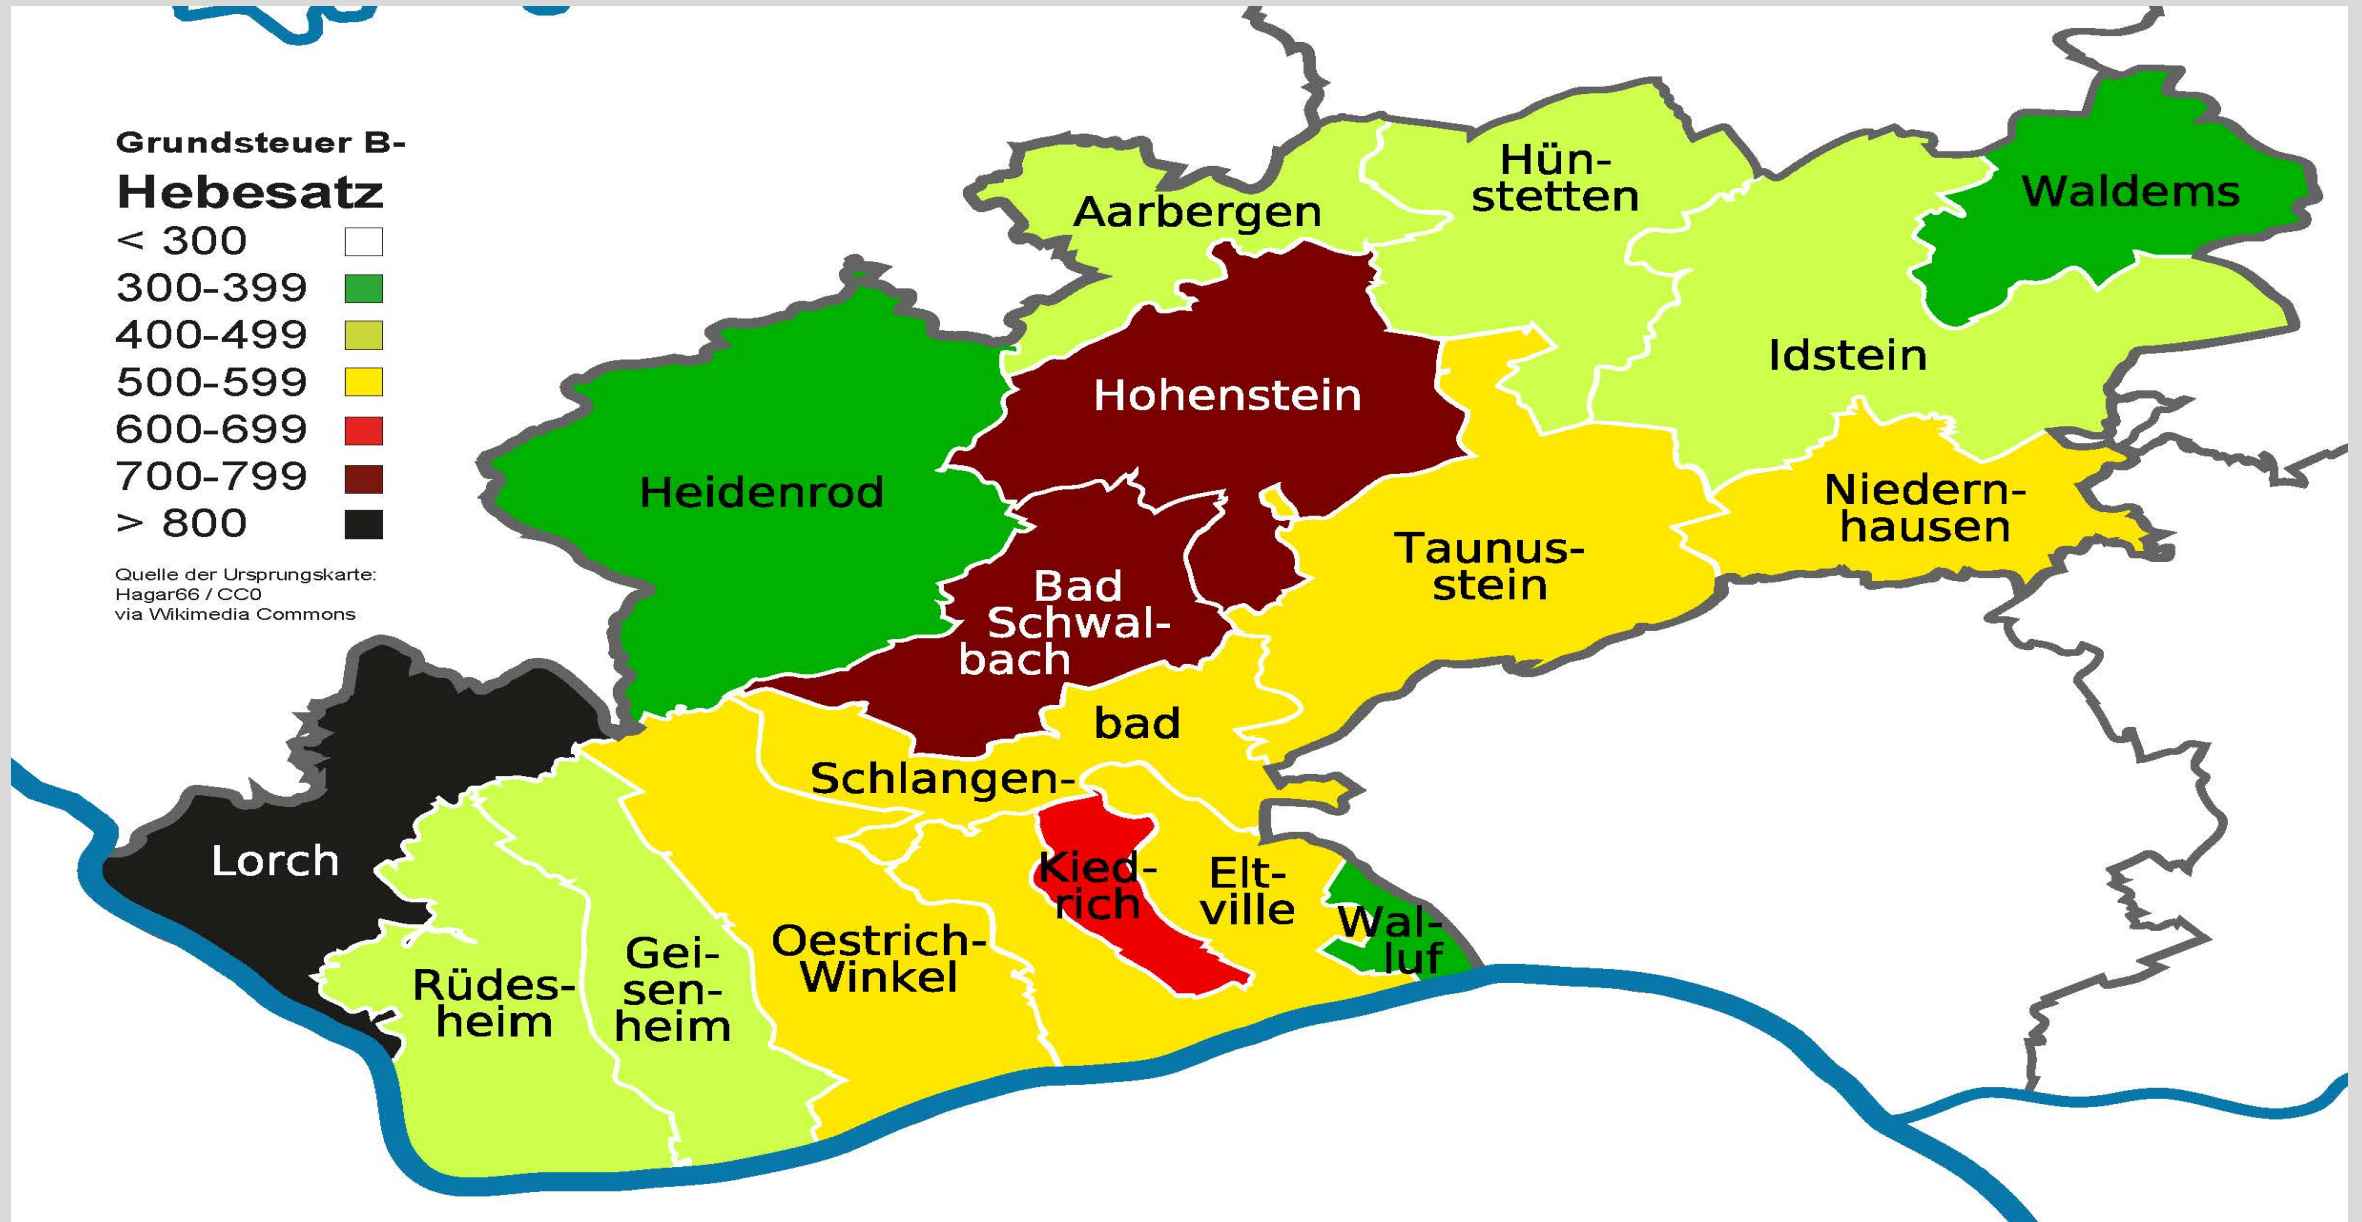 Grundsteuer B-
Hebesatz
< 300
300-399
400-499
500-599
600-699
700-799
> 800
Quelle der Ursprungskarte:
Hagar66 / CC0
via Wikimedia Commons
Hün-
stetten
Waldems
Aarbergen
Idstein
Hohenstein
Heidenrod
Niedern-
hausen
Taunus-
stein
Bad
Schwal-
bach
bad
Schlangen-
Lorch
Kied-
rich
Elt-
ville
Wal-
luf
Oestrich-
Winkel
Gei-
sen-
heim
Rüdes-
heim